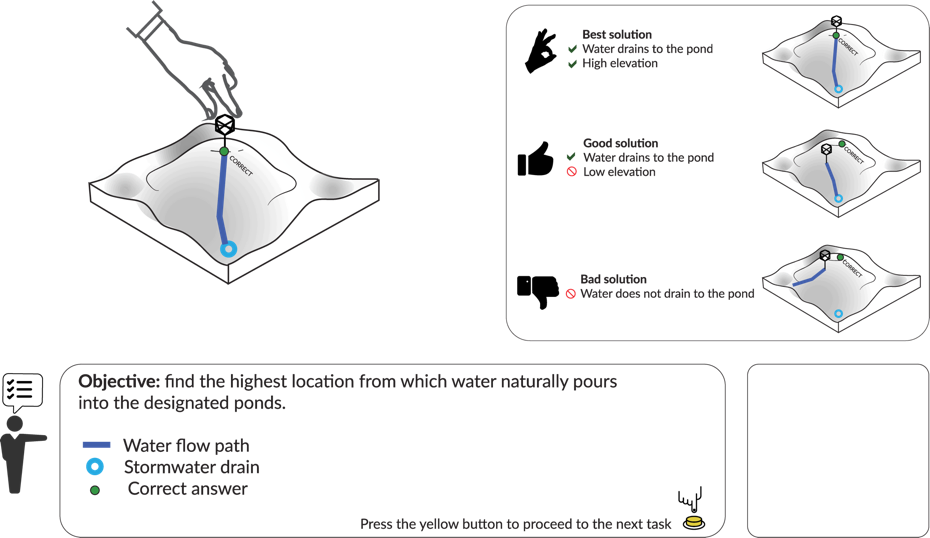 CORRECT
Best solution
Water drains to the pond
High elevation
CORRECT
Good solution
Water drains to the pond
Low elevation
CORRECT
Bad solution
Water does not drain to the pond
CORRECT
Objective: find the highest location from which water naturally pours
into the designated ponds.
Water flow path
Stormwater drain
Correct answer
Press the yellow button to proceed to the next task